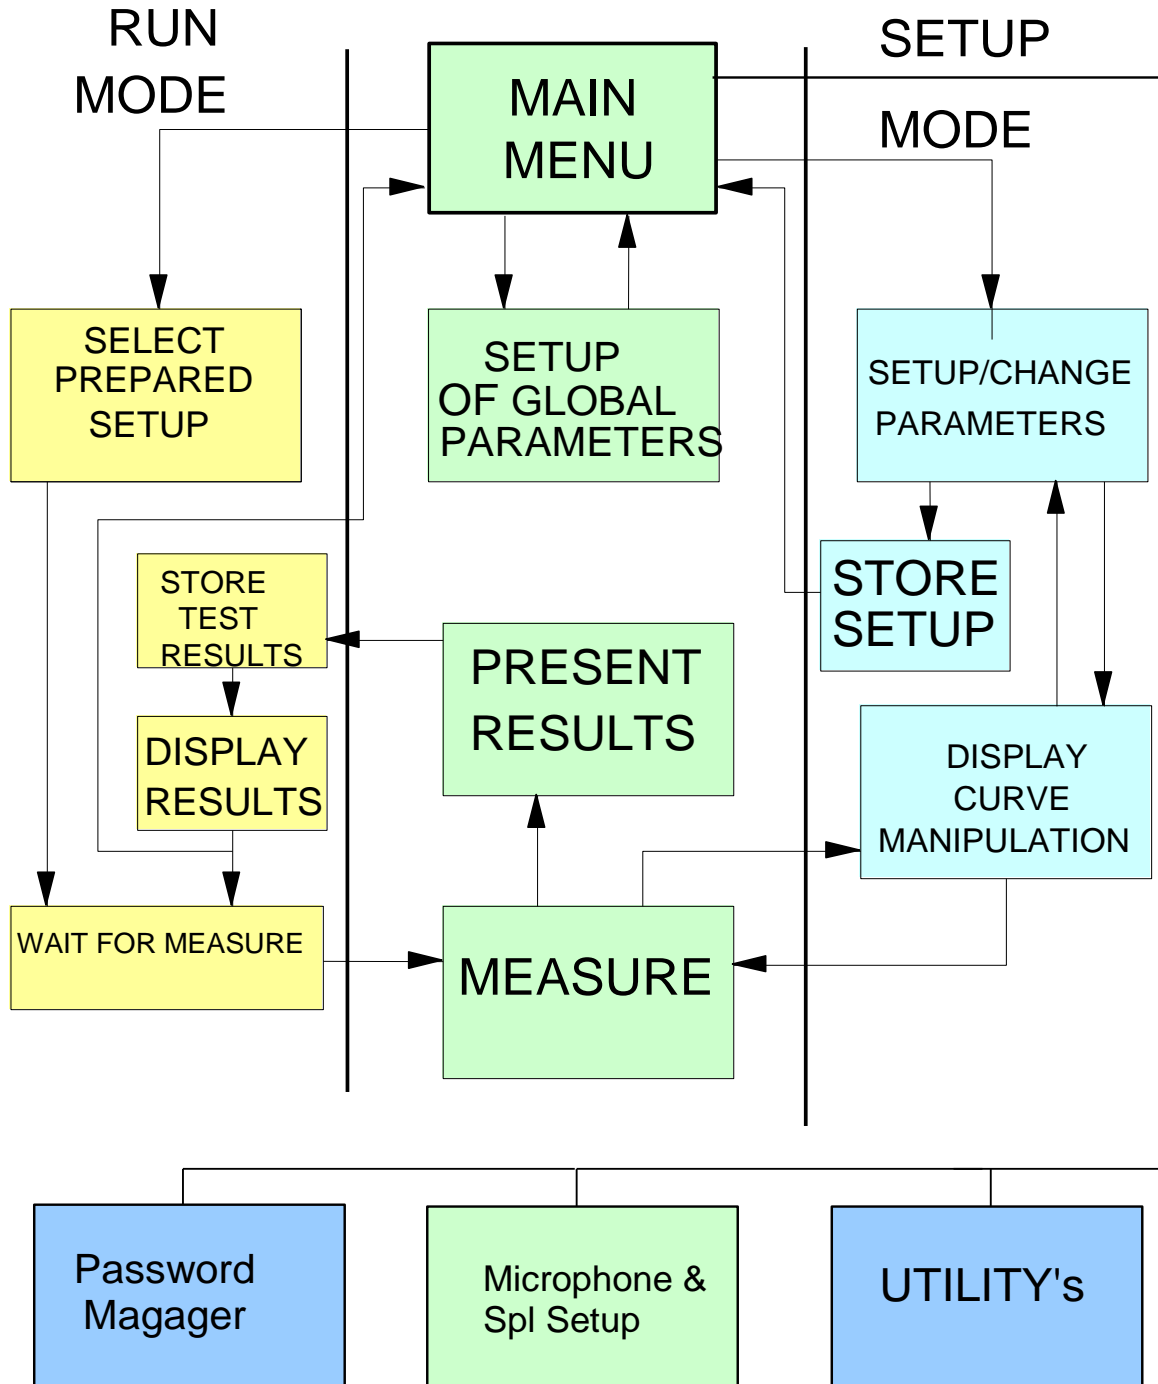 RUN
MODE
MAIN
MENU
SETUP
MODE
SELECT
PREPARED
SETUP
SETUP
OF GLOBAL
PARAMETERS
SETUP/CHANGE
PARAMETERS
STORE
TEST
RESULTS
PRESENT
RESULTS
STORE
SETUP
DISPLAY
RESULTS
DISPLAY
CURVE
MANIPULATION
WAIT FOR MEASURE
MEASURE
Password
Magager
Microphone &
Spl Setup
UTILITY's